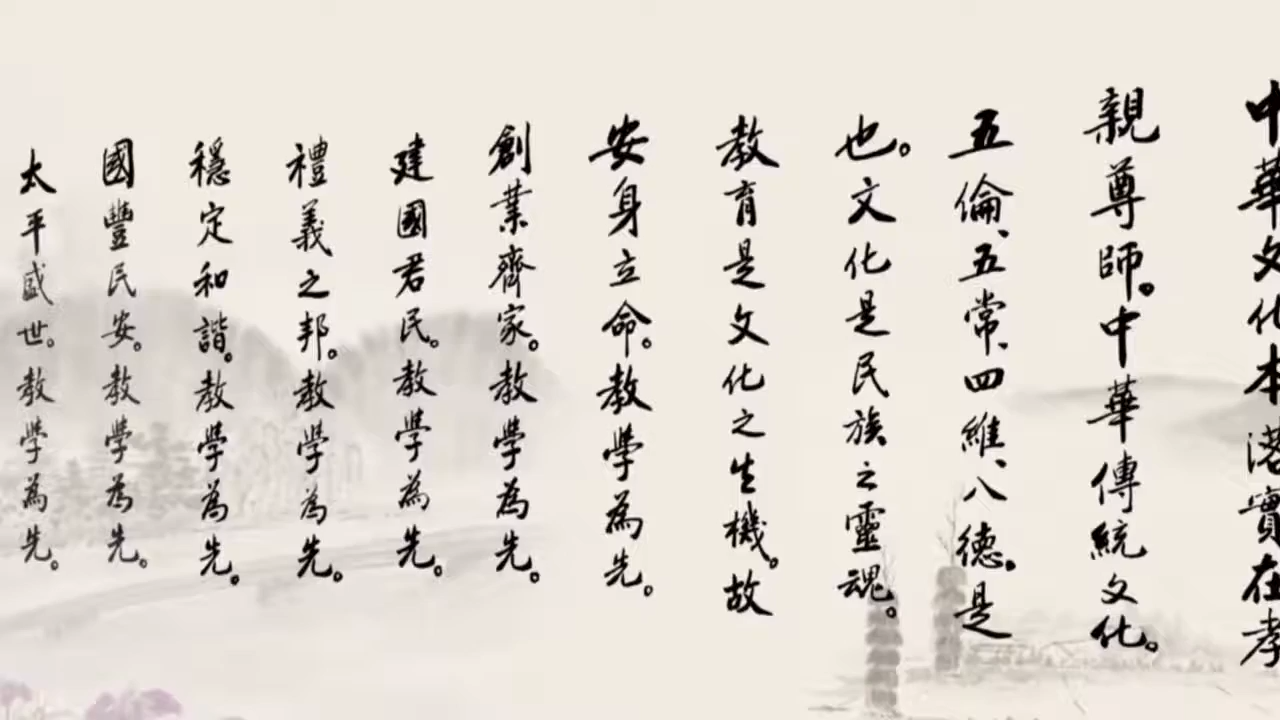 中華文化本港實在孝
親尊師。中華傳統文化。
五倫、五常、四維、八德。是
也。文化是民族之靈魂。
教育是文化之生機。故
安身立命。教學為先。
創業齊家。教學為先。
建國君民。教學為先。
禮義之邦。教學為先。
穩定和諧。教學為先。
國豐民安。教學為先。
太平盛世。教學為先。